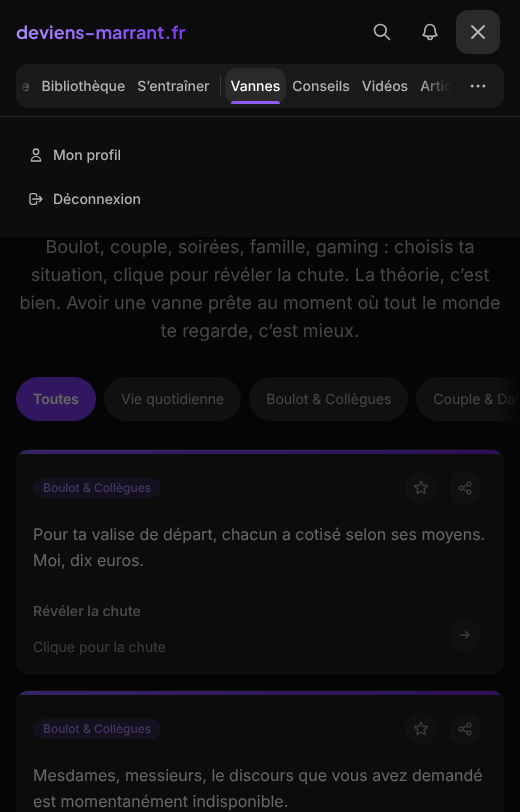 deviens-marrant.fr
e Bibliothèque S’entraîner Vannes Conseils Vidéos Artic
Mon profil
Déconnexion
Boulot, couple, soirées, famille, gaming : choisis ta
situation, clique pour révéler la chute. La théorie, c’est
bien. Avoir une vanne prête au moment où tout le monde
te regarde, c’est mieux.
Toutes Vie quotidienne Boulot & Collègues Couple & Da
Boulot & Collègues
Pour ta valise de départ, chacun a cotisé selon ses moyens.
Moi, dix euros.
Révéler la chute
Clique pour la chute
Boulot & Collègues
Mesdames, messieurs, le discours que vous avez demandé
est momentanément indisponible.